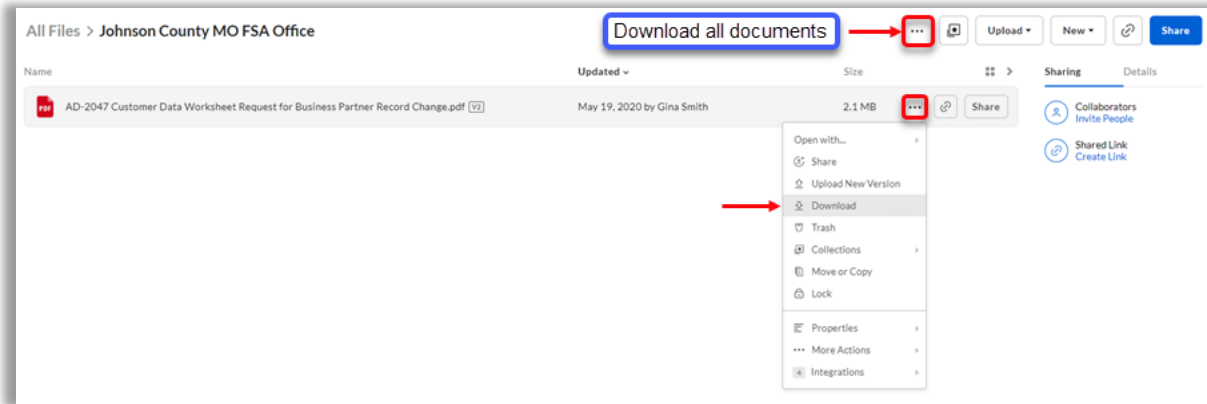 All Files > Johnson County MO FSA Office
Download all documents
Upload
New
Share
Name
Updated
Size
Sharing
Details
PDF
AD-2047 Customer Data Worksheet Request for Business Partner Record Change.pdf V2
May 19, 2020 by Gina Smith
2.1 MB
Share
Collaborators
Invite People
Shared Link
Create Link
Open with...
Share
Upload New Version
Download
Trash
Collections
Move or Copy
Lock
Properties
More Actions
4 Integrations